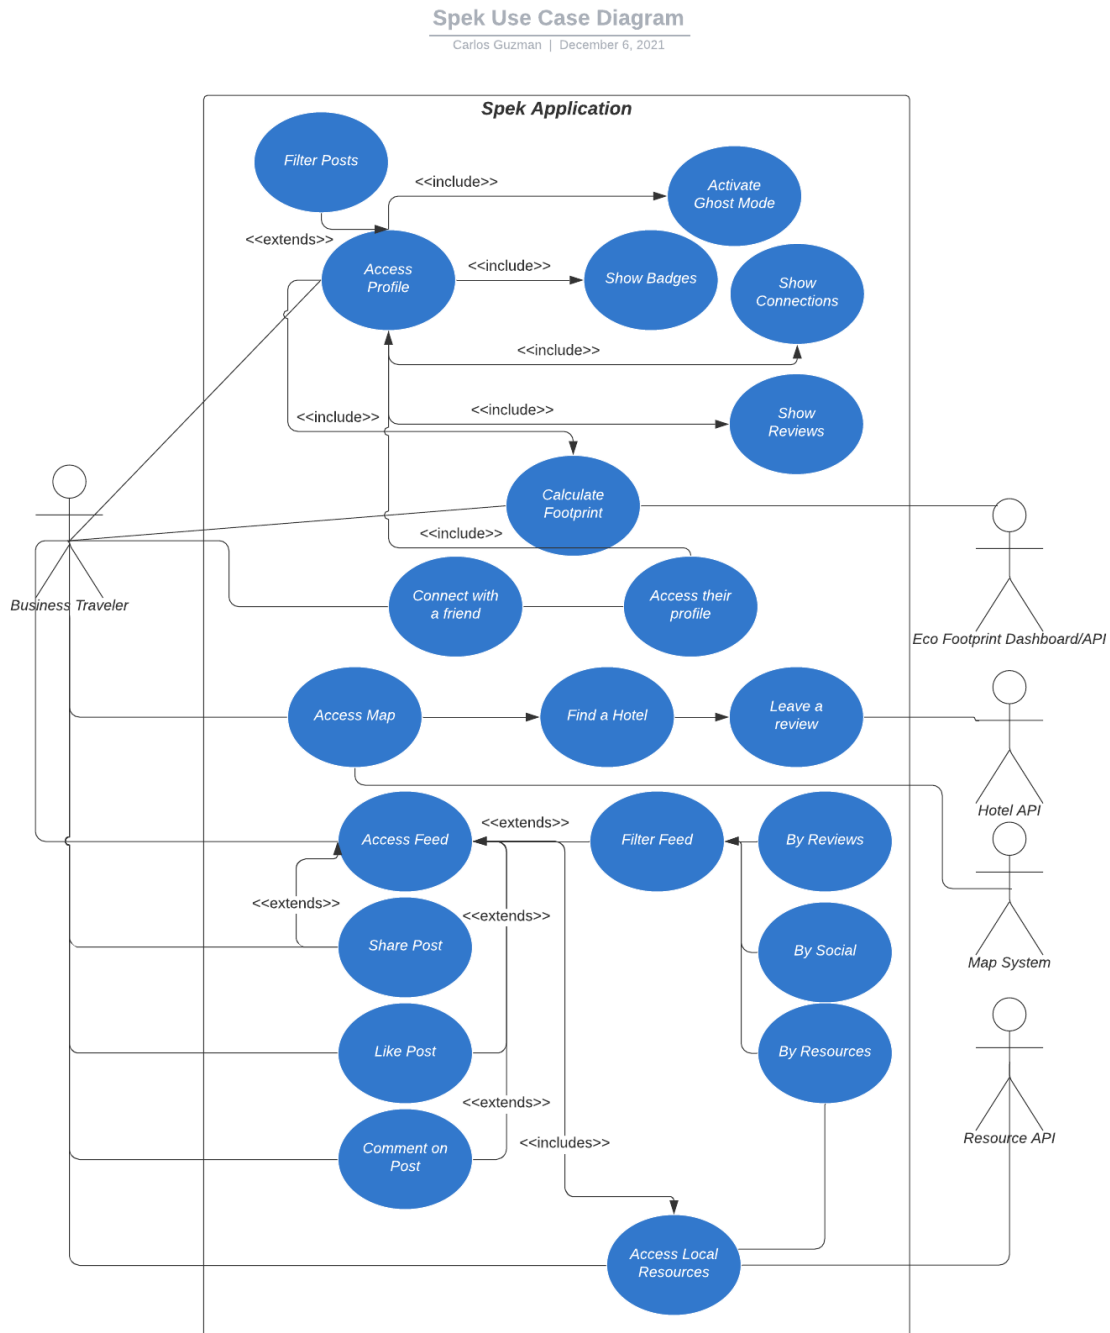 Spek Use Case Diagram
Carlos Guzman | December 6, 2021
Spek Application
Filter Posts
<<include>>
Activate
Ghost Mode
<<extends>>
Access
Profile
<<include>>
Show Badges
Show
Connections
<<include>>
<<include>>
<<include>>
Show
Reviews
Calculate
Footprint
<<include>>
Business Traveler
Connect with
a friend
Access their
profile
Eco Footprint Dashboard/API
Access Map
Find a Hotel
Leave a
review
Hotel API
Access Feed
<<extends>>
Filter Feed
By Reviews
<<extends>>
<<extends>>
Share Post
By Social
Map System
Like Post
By Resources
<<extends>>
<<includes>>
Resource API
Comment on
Post
Access Local
Resources